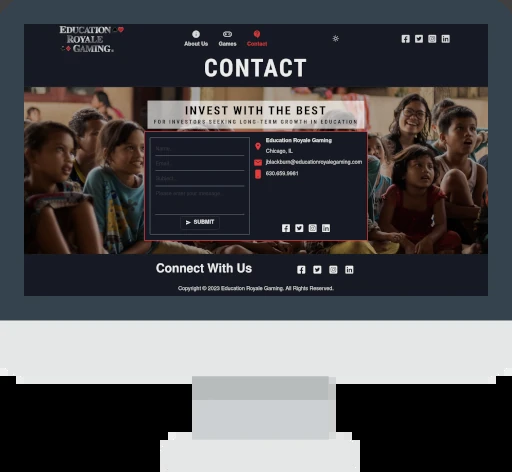 EDUCATION
ROYALE
GAMING
About Us Games Contact
CONTACT
INVEST WITH THE BEST
FOR INVESTORS SEEKING LONG-TERM GROWTH IN EDUCATION
Education Royale Gaming
Chicago, IL
Name...
Email...
Subject...
Please enter your message...
jblackburn@educationroyalegaming.com
630.659.9981
SUBMIT
Connect With Us
Copyright © 2023 Education Royale Gaming. All Rights Reserved.